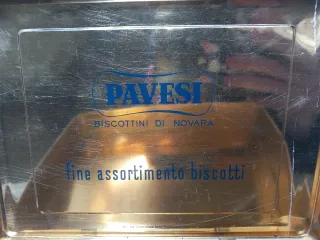 PAVESI
BISCOTTINI DI NOVARA
fine assortimento biscotti